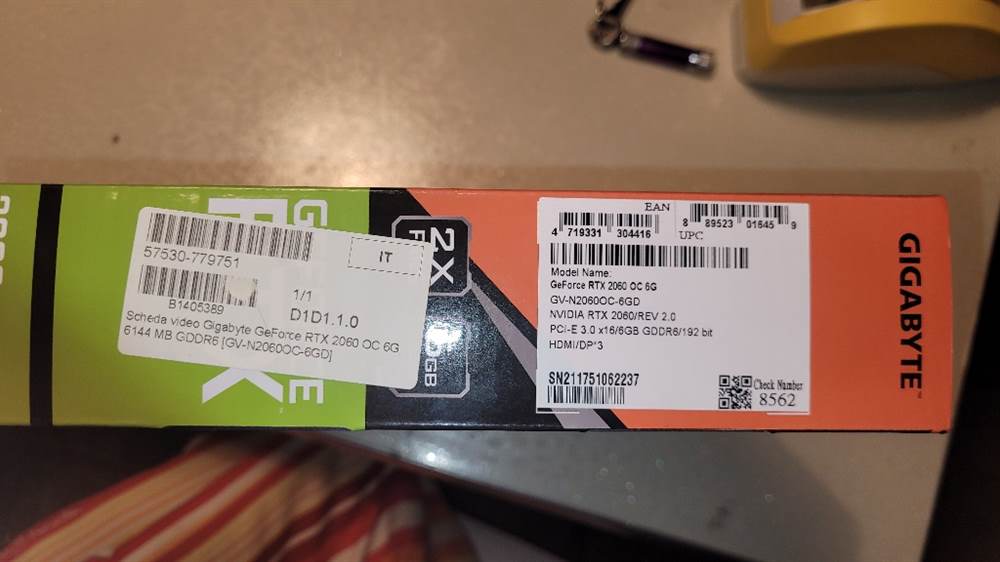 57530-779751
IT
B1405389
1/1
D1D1.1.0
Scheda video Gigabyte GeForce RTX 2060 OC 6G
6144 MB GDDR6 [GV-N2060OC-6GD]
2X
GB
E
EAN
4 719331 304416
8 89523 01645 9
UPC
Model Name:
GeForce RTX 2060 OC 6G
GV-N2060OC-6GD
NVIDIA RTX 2060/REV 2.0
PCI-E 3.0 x16/6GB GDDR6/192 bit
HDMI/DP*3
SN211751062237
Check Number
8562
GIGABYTE™